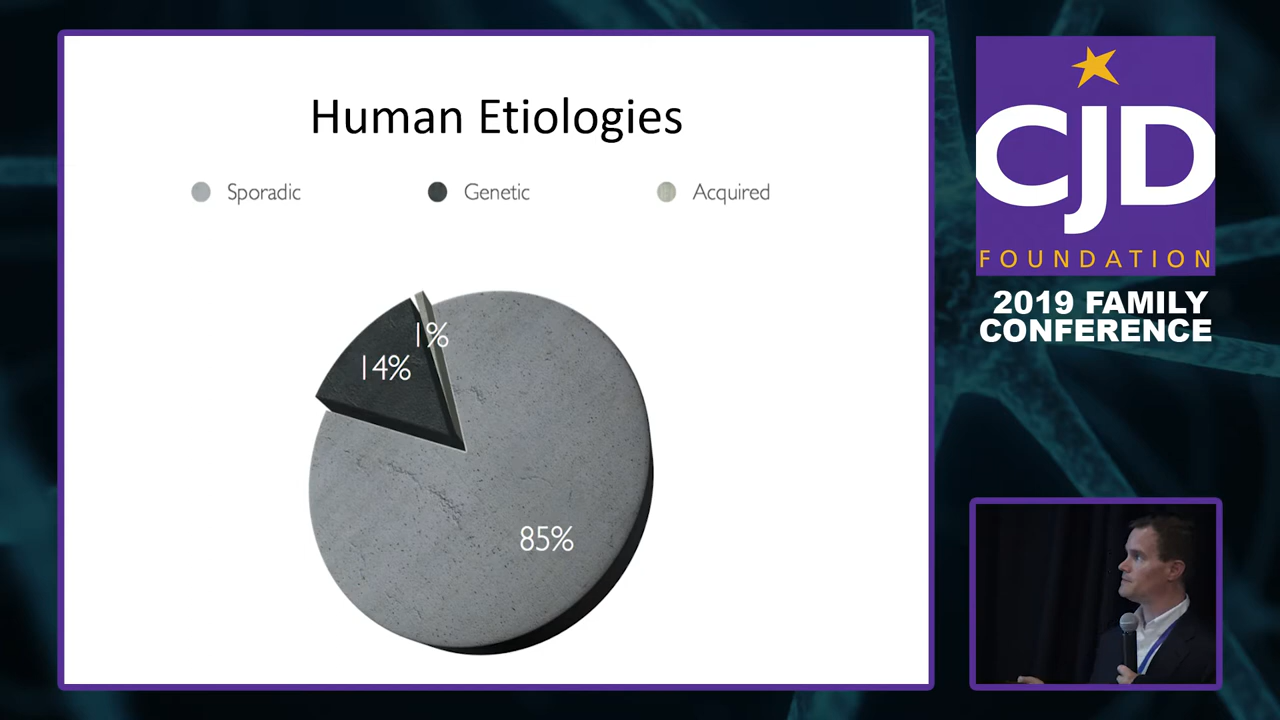 Human Etiologies
Sporadic Genetic Acquired
1%
14%
85%
CJD
FOUNDATION
2019 FAMILY
CONFERENCE